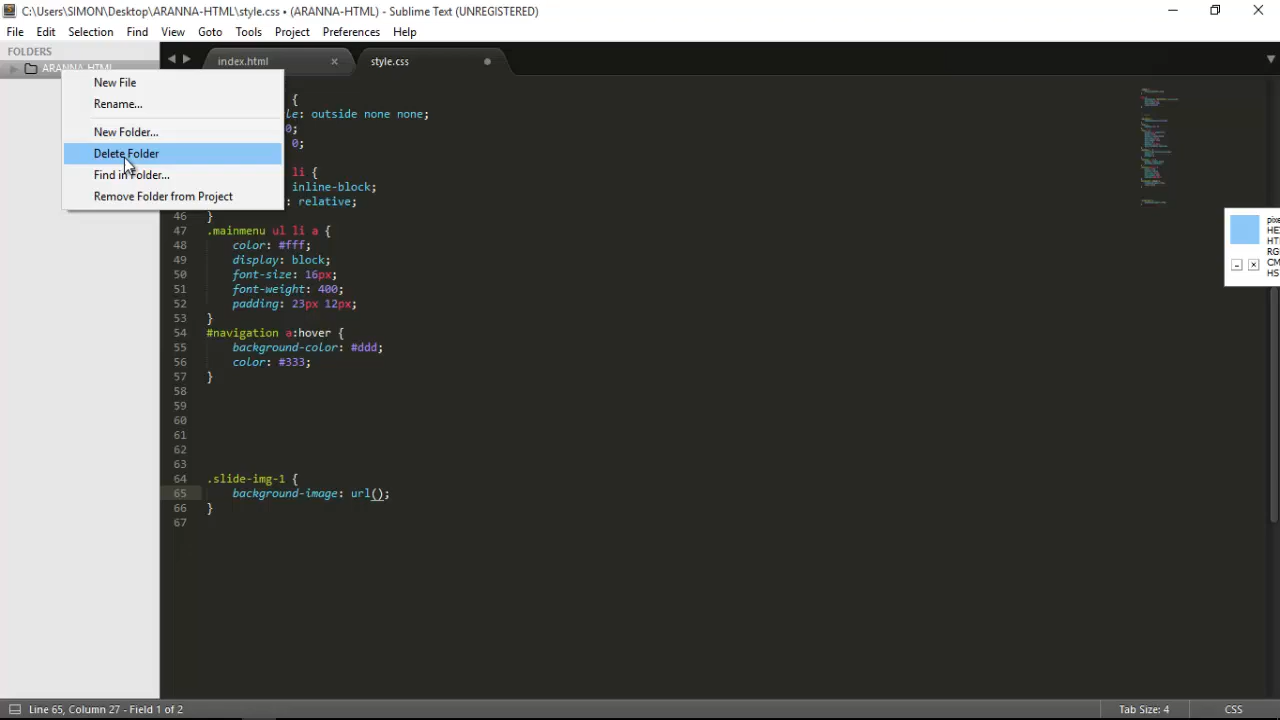 C:\Users\SIMON\Desktop\ARANNA-HTML\style.css • (ARANNA-HTML) - Sublime Text (UNREGISTERED)
File Edit Selection Find View Goto Tools Project Preferences Help
FOLDERS
ARANNA-HTML
index.html × style.css
New File
Rename...
New Folder...
Delete Folder
Find in Folder...
Remove Folder from Project
{
: outside none none;
0;
0;
li {
inline-block;
: relative;
46 }
47 .mainmenu ul li a {
48 color: #fff;
49 display: block;
50 font-size: 16px;
51 font-weight: 400;
52 padding: 23px 12px;
53 }
54 #navigation a:hover {
55 background-color: #ddd;
56 color: #333;
57 }
58
59
60
61
62
63
64 .slide-img-1 {
65 background-image: url();
66 }
67
HS
Line 65, Column 27 - Field 1 of 2
Tab Size: 4
CSS